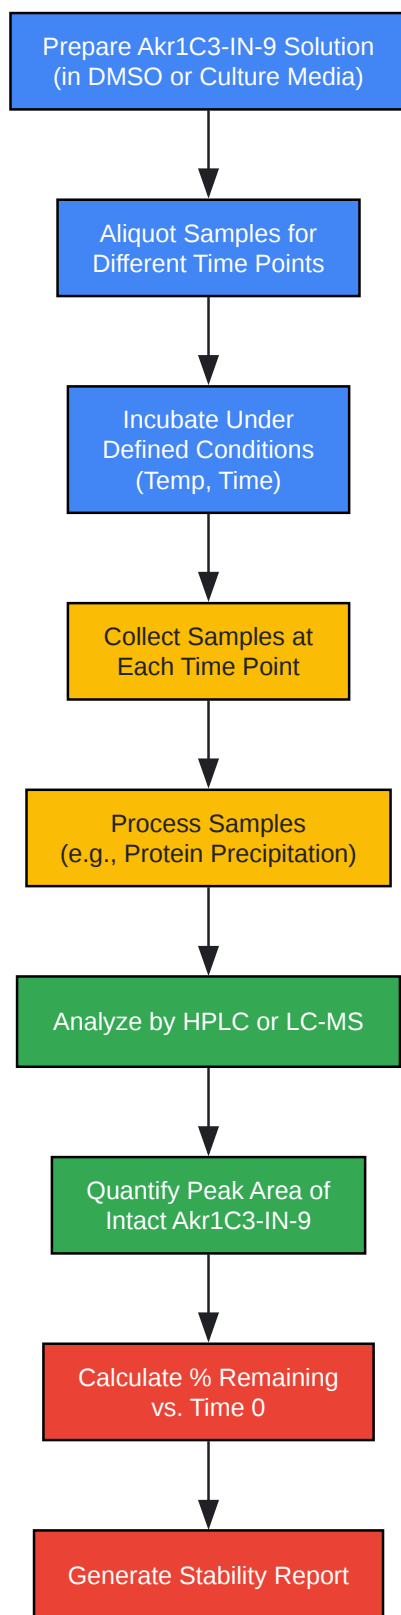 Prepare Akr1C3-IN-9 Solution
(in DMSO or Culture Media)
Aliquot Samples for
Different Time Points
Incubate Under
Defined Conditions
(Temp, Time)
Collect Samples at
Each Time Point
Process Samples
(e.g., Protein Precipitation)
Analyze by HPLC or LC-MS
Quantify Peak Area of
Intact Akr1C3-IN-9
Calculate % Remaining
vs. Time 0
Generate Stability Report